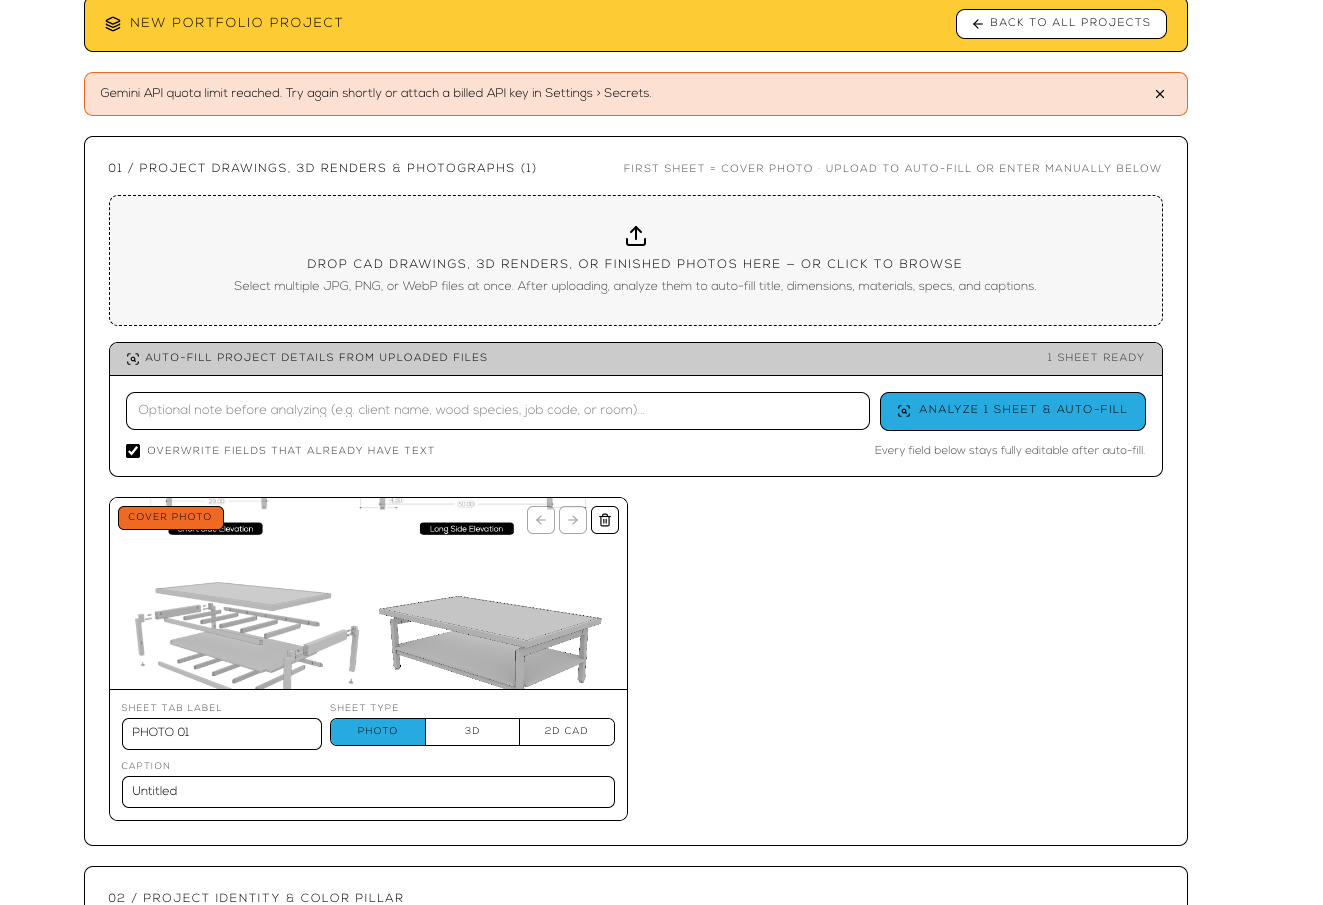 NEW PORTFOLIO PROJECT
BACK TO ALL PROJECTS
Gemini API quota limit reached. Try again shortly or attach a billed API key in Settings > Secrets.
01 / PROJECT DRAWINGS, 3D RENDERS & PHOTOGRAPHS (1)
FIRST SHEET = COVER PHOTO · UPLOAD TO AUTO-FILL OR ENTER MANUALLY BELOW
DROP CAD DRAWINGS, 3D RENDERS, OR FINISHED PHOTOS HERE — OR CLICK TO BROWSE
Select multiple JPG, PNG, or WebP files at once. After uploading, analyze them to auto-fill title, dimensions, materials, specs, and captions.
AUTO-FILL PROJECT DETAILS FROM UPLOADED FILES
1 SHEET READY
Optional note before analyzing (e.g. client name, wood species, job code, or room)...
ANALYZE 1 SHEET & AUTO-FILL
OVERWRITE FIELDS THAT ALREADY HAVE TEXT
Every field below stays fully editable after auto-fill.
29.00
60.00
COVER PHOTO
Elevation
Long Side Elevation
SHEET TAB LABEL
SHEET TYPE
PHOTO 01
PHOTO
3D
2D CAD
CAPTION
Untitled
02 / PROJECT IDENTITY & COLOR PILLAR